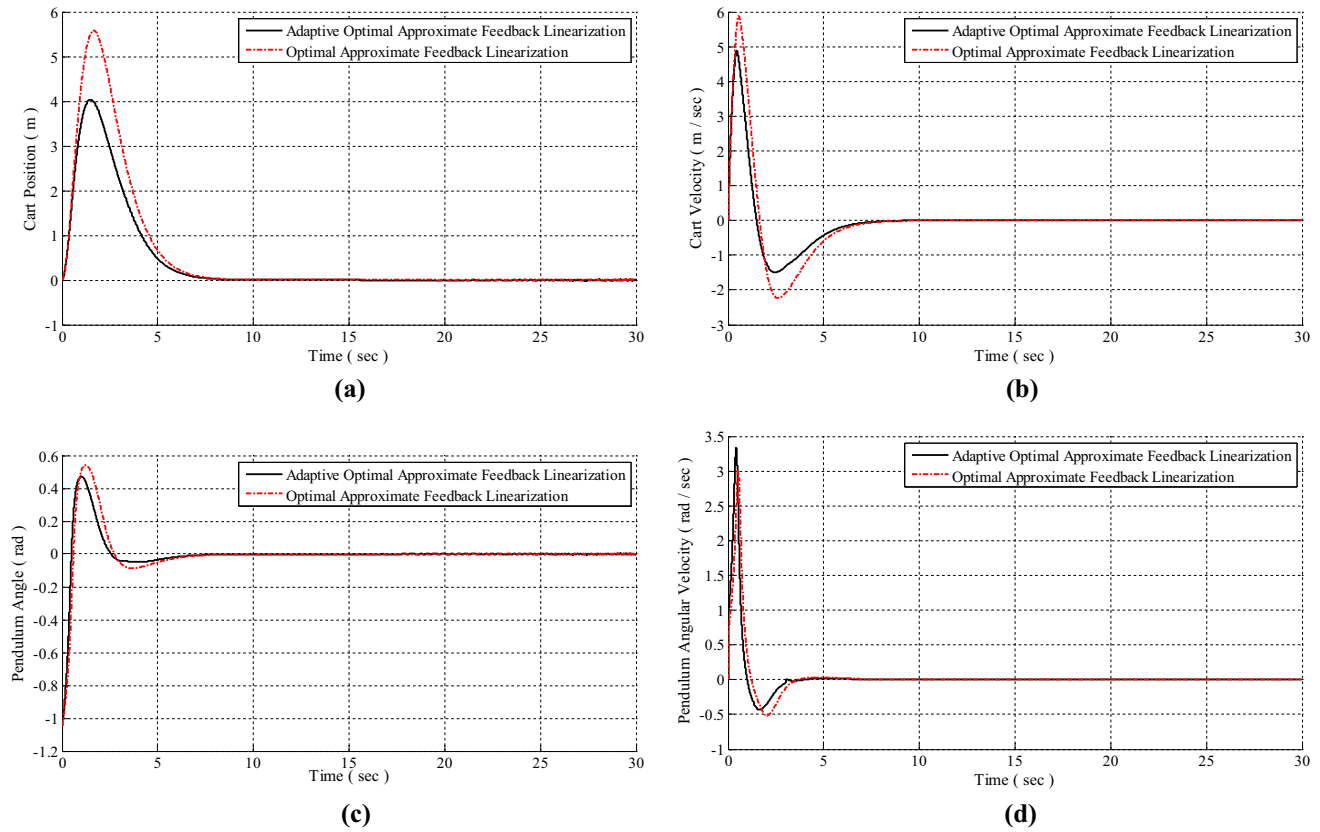 Adaptive Optimal Approximate Feedback Linearization
Optimal Approximate Feedback Linearization
Cart Position ( m )
6
5
4
3
2
1
0
-1
0 5 10 15 20 25 30
Time ( sec )
(a)
Adaptive Optimal Approximate Feedback Linearization
Optimal Approximate Feedback Linearization
Cart Velocity ( m / sec )
6
5
4
3
2
1
0
-1
-2
-3
0 5 10 15 20 25 30
Time ( sec )
(b)
Adaptive Optimal Approximate Feedback Linearization
Optimal Approximate Feedback Linearization
Pendulum Angle ( rad )
0.6
0.4
0.2
0
-0.2
-0.4
-0.6
-0.8
-1
-1.2
0 5 10 15 20 25 30
Time ( sec )
(c)
Adaptive Optimal Approximate Feedback Linearization
Optimal Approximate Feedback Linearization
Pendulum Angular Velocity ( rad / sec )
3.5
3
2.5
2
1.5
1
0.5
0
-0.5
-1
0 5 10 15 20 25 30
Time ( sec )
(d)